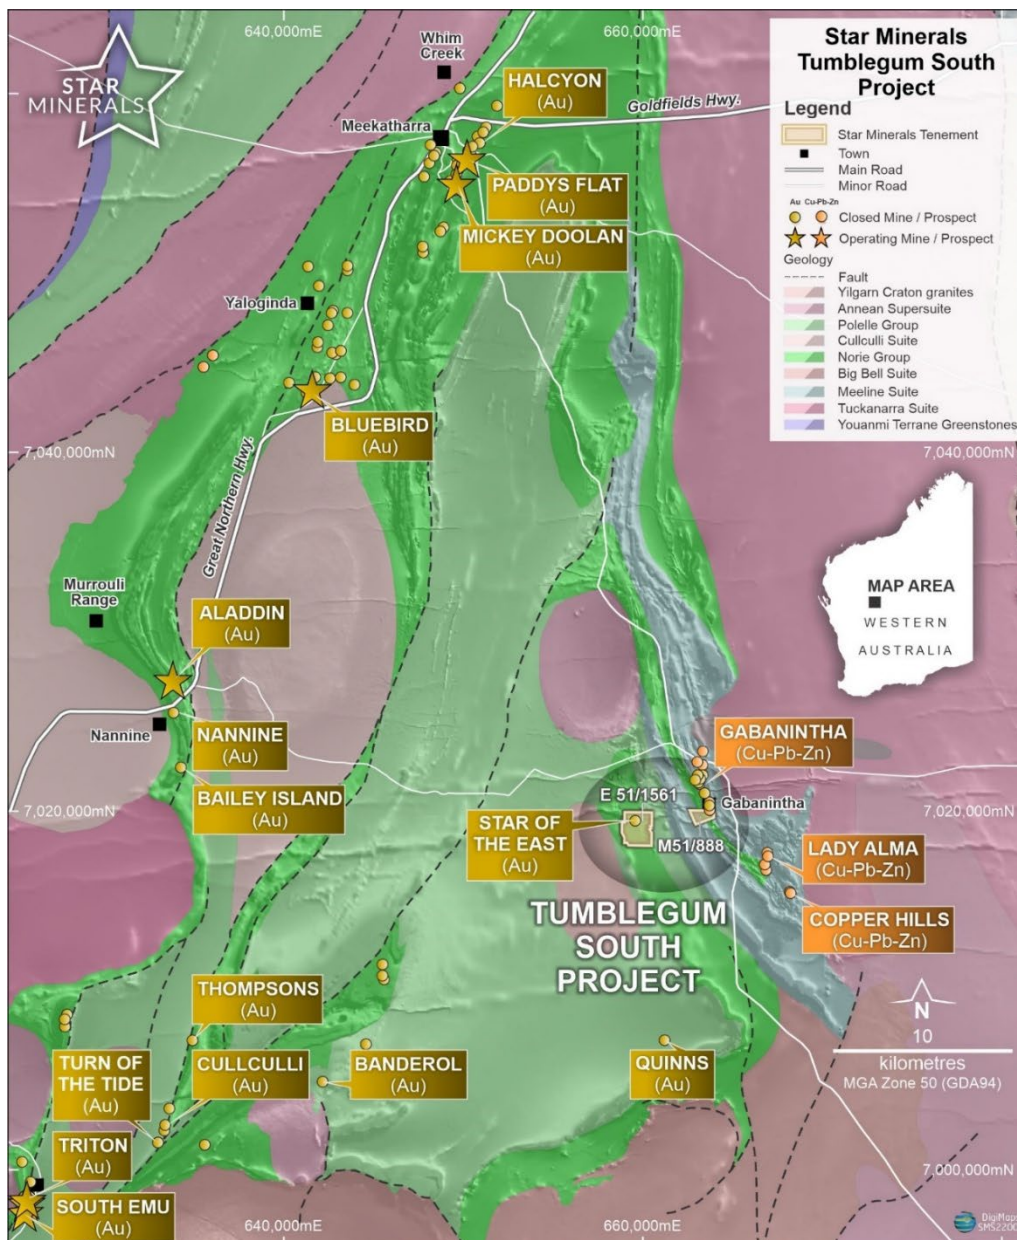 640,000mE
660,000mE
STAR
MINERALS
Whim
Creek
HALCYON
(Au)
Goldfields Hwy.
Meekatharra
PADDYS FLAT
(Au)
MICKEY DOOLAN
(Au)
Yaloginda
BLUEBIRD
(Au)
7,040,000mN
7,040,000mN
Great Northern Hwy.
Murrouli
Range
ALADDIN
(Au)
Nannine
NANNINE
(Au)
BAILEY ISLAND
(Au)
7,020,000mN
7,020,000mN
GABANINTHA
(Cu-Pb-Zn)
E 51/1561
Gabanintha
STAR OF
THE EAST
(Au)
M51/888
LADY ALMA
(Cu-Pb-Zn)
COPPER HILLS
(Cu-Pb-Zn)
TUMBLEGUM
SOUTH
PROJECT
THOMPSONS
(Au)
TURN OF
THE TIDE
(Au)
CULLCULLI
(Au)
BANDEROL
(Au)
QUINNS
(Au)
TRITON
(Au)
SOUTH EMU
(Au)
7,000,000mN
640,000mE
660,000mE
Star Minerals
Tumblegum South
Project
Legend
Star Minerals Tenement
Town
Main Road
Minor Road
Au Cu-Pb-Zn
Closed Mine / Prospect
Operating Mine / Prospect
Geology
Fault
Yilgarn Craton granites
Annean Supersuite
Polelle Group
Cullculli Suite
Norie Group
Big Bell Suite
Meeline Suite
Tuckanarra Suite
Youanmi Terrane Greenstones
MAP AREA
WESTERN
AUSTRALIA
N
10
kilometres
MGA Zone 50 (GDA94)
DigiMaps